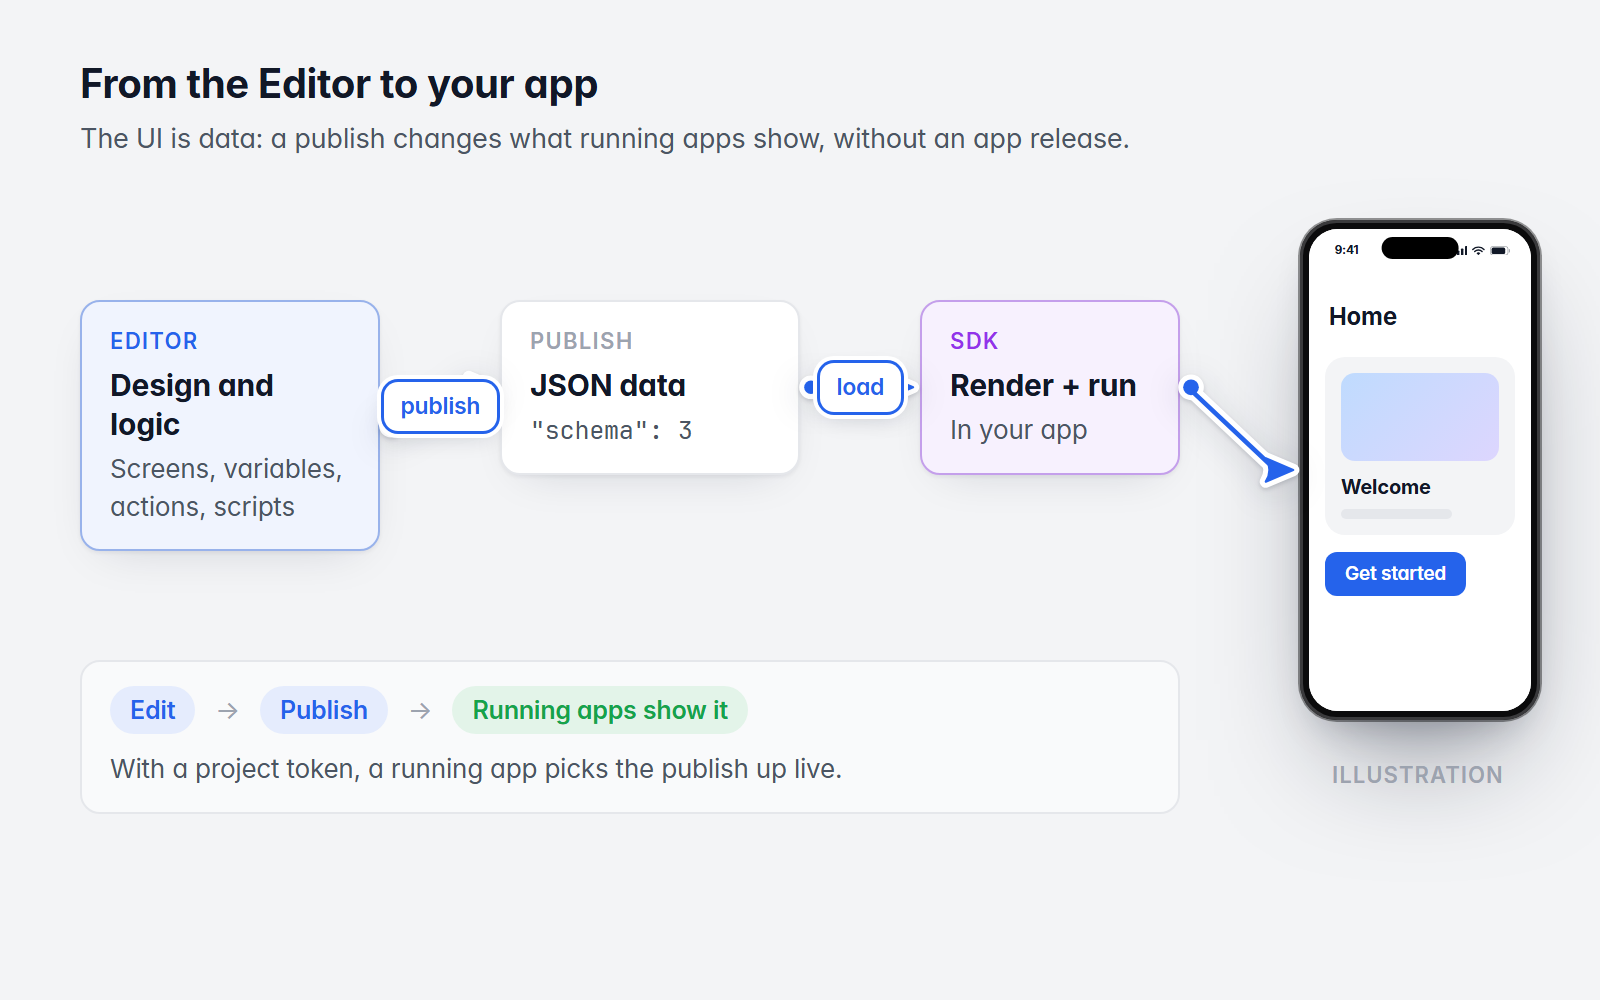 From the Editor to your app
The UI is data: a publish changes what running apps show, without an app release.
EDITOR
Design and
logic
Screens, variables,
actions, scripts
publish
PUBLISH
JSON data
"schema": 3
load
SDK
Render + run
In your app
9:41
Home
Welcome
Get started
ILLUSTRATION
Edit → Publish → Running apps show it
With a project token, a running app picks the publish up live.